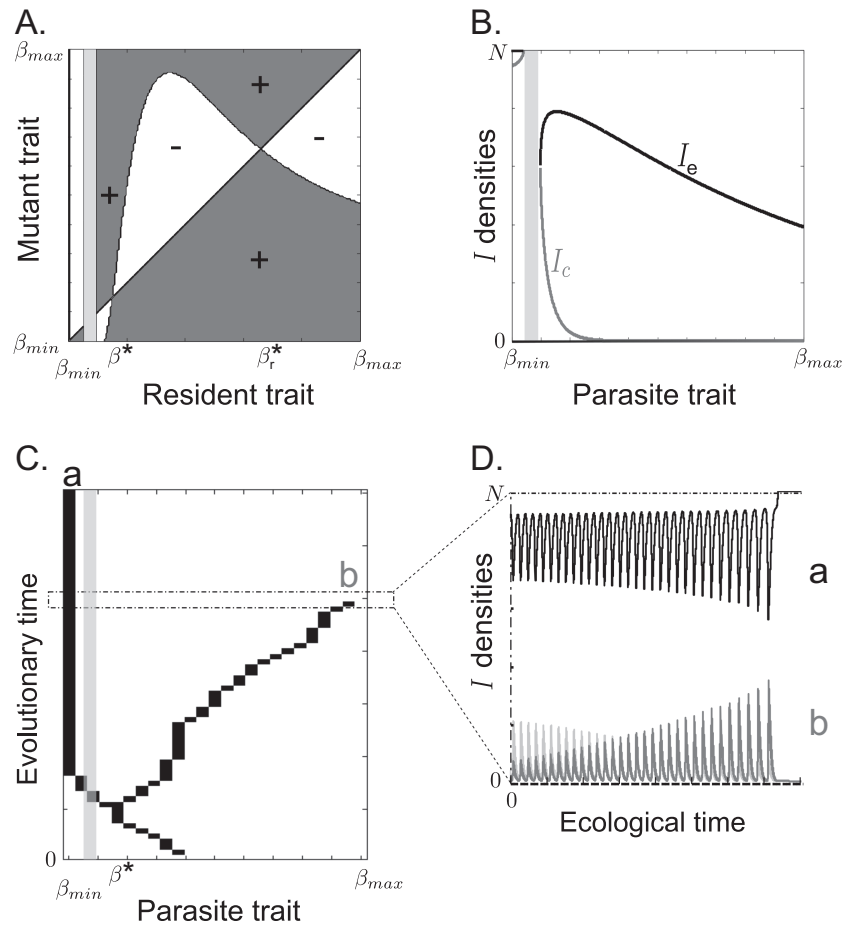 A.
β_max
+
-
-
+
+
Mutant trait
β_min
β_min
β*
β_r*
β_max
Resident trait
B.
N
I densities
I_e
I_c
0
β_min
β_max
Parasite trait
C.
a
b
Evolutionary time
0
β_min
β*
β_max
Parasite trait
D.
N
I densities
a
b
0
0
Ecological time